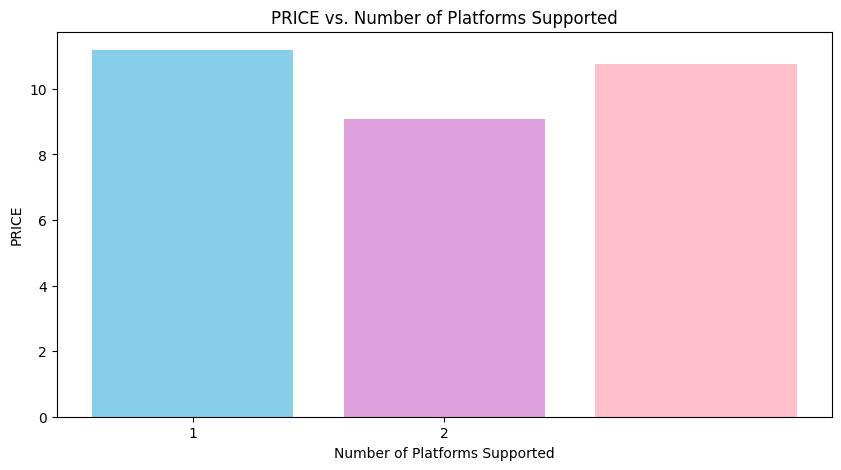 PRICE vs. Number of Platforms Supported
PRICE
10
8
6
4
2
0
1 2
Number of Platforms Supported